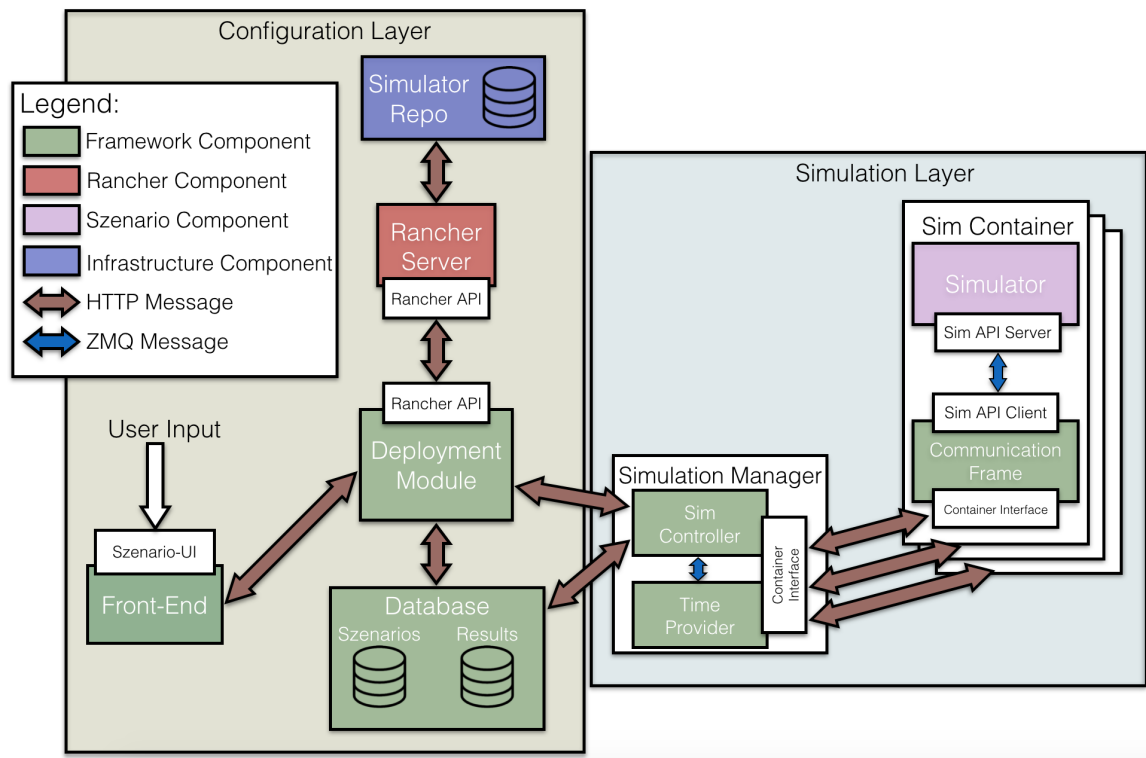 Configuration Layer
Legend:
Framework Component
Rancher Component
Szenario Component
Infrastructure Component
HTTP Message
ZMQ Message
Simulator
Repo
Rancher
Server
Rancher API
Rancher API
Deployment
Module
User Input
Szenario-UI
Front-End
Database
Szenarios
Results
Simulation Layer
Simulation Manager
Sim
Controller
Time
Provider
Container
Interface
Sim Container
Simulator
Sim API Server
Sim API Client
Communication
Frame
Container Interface